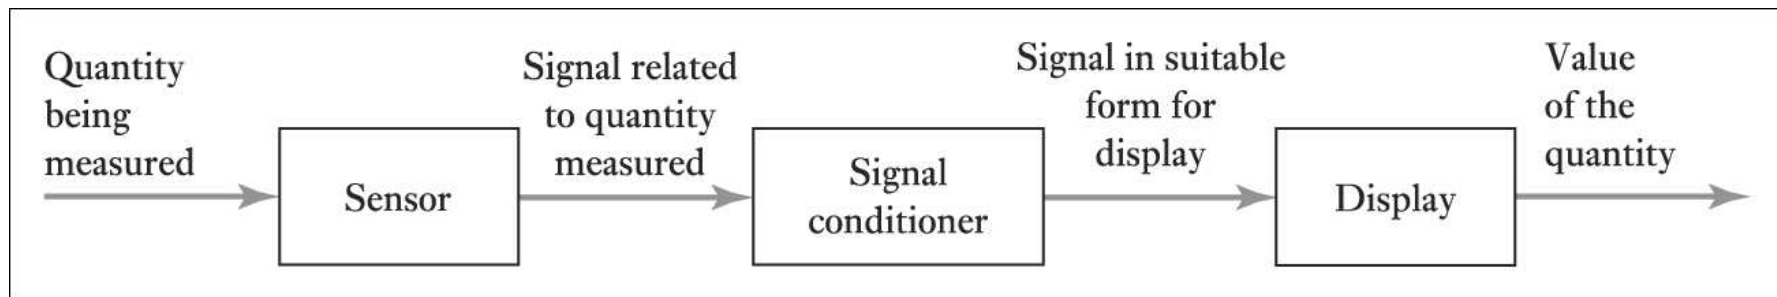 Quantity
being
measured
Sensor
Signal related
to quantity
measured
Signal
conditioner
Signal in suitable
form for
display
Display
Value
of the
quantity